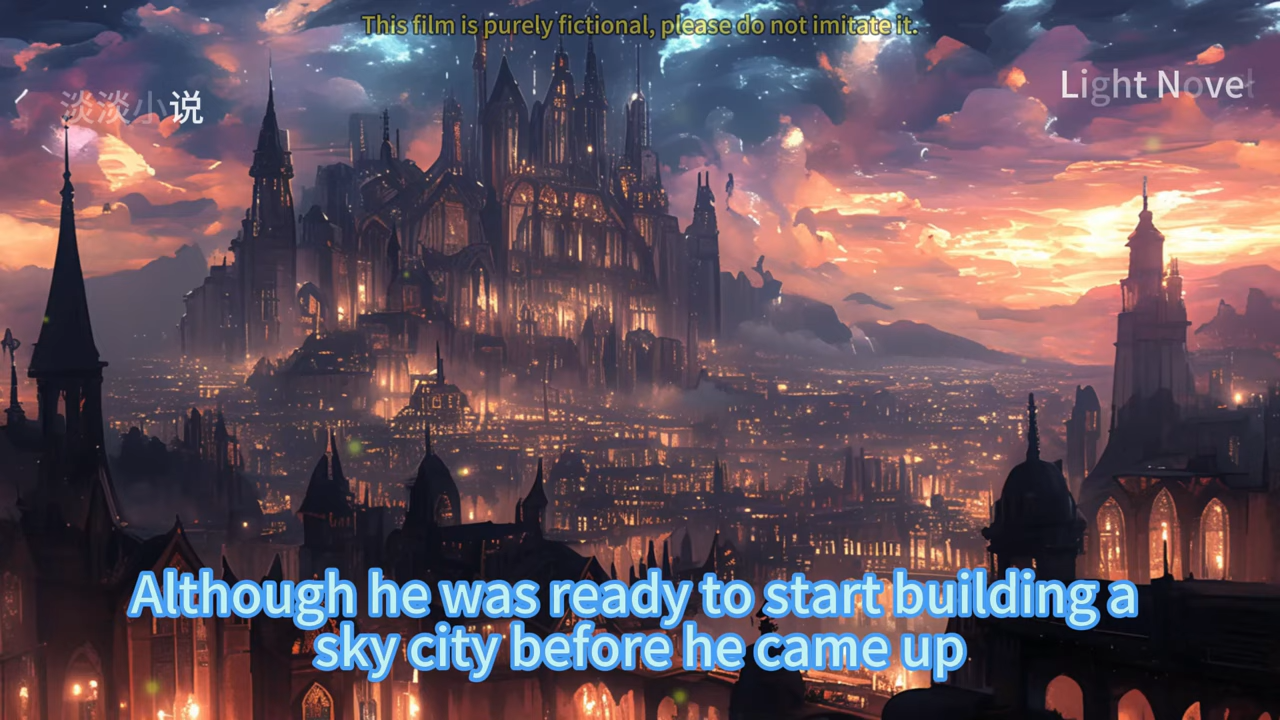 This film is purely fictional, please do not imitate it.
Light Novel
淡淡小说
Although he was ready to start building a
sky city before he came up